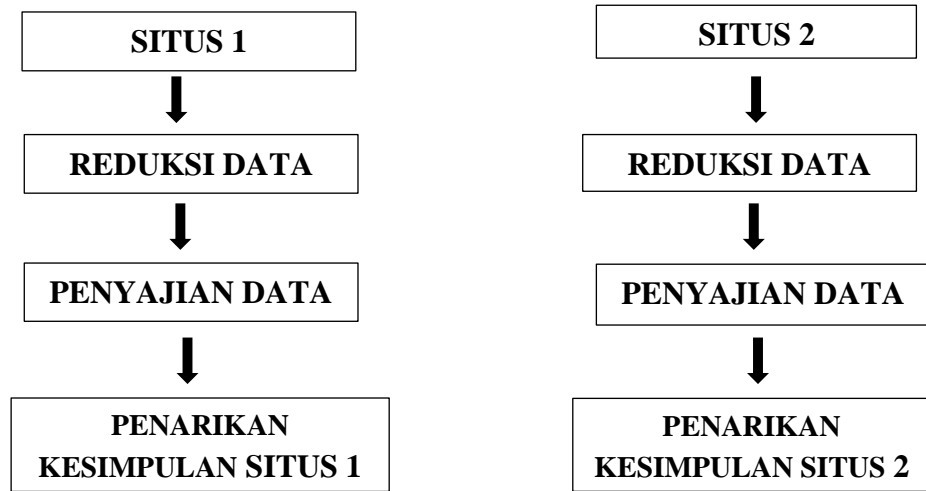 SITUS 1
REDUKSI DATA
PENYAJIAN DATA
PENARIKAN
KESIMPULAN SITUS 1
SITUS 2
REDUKSI DATA
PENYAJIAN DATA
PENARIKAN
KESIMPULAN SITUS 2